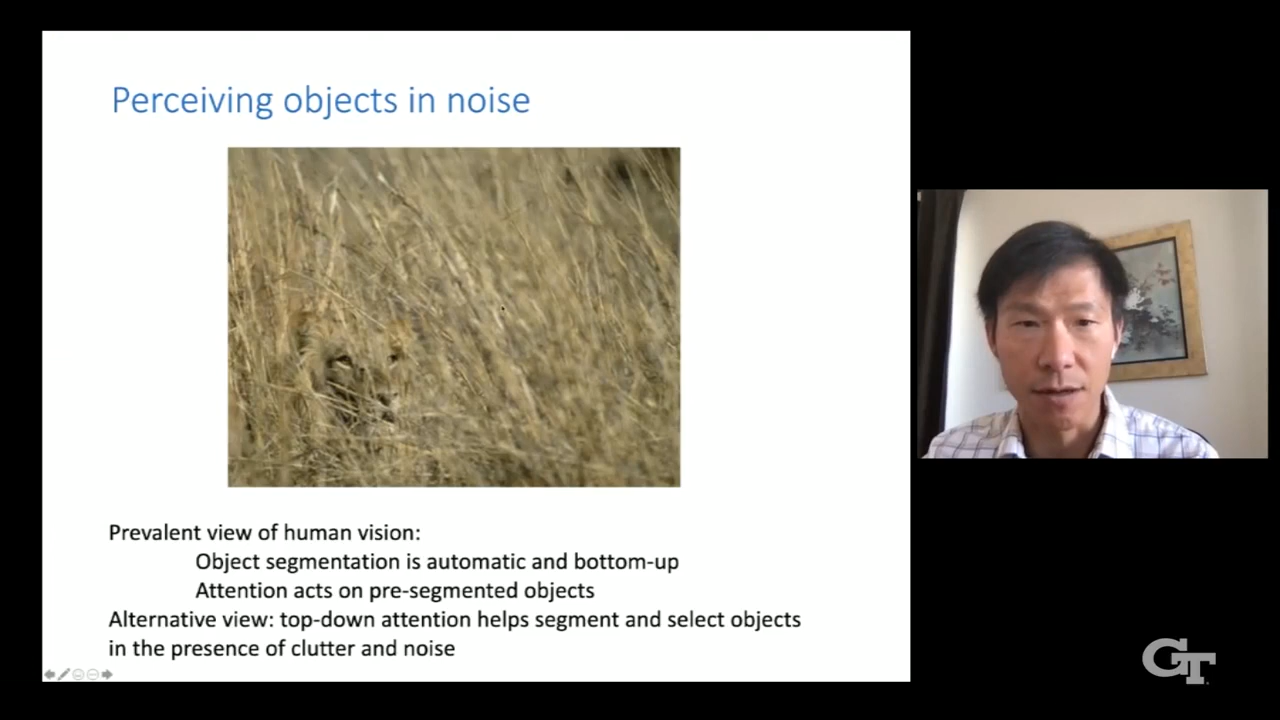 Perceiving objects in noise
Prevalent view of human vision:
Object segmentation is automatic and bottom-up
Attention acts on pre-segmented objects
Alternative view: top-down attention helps segment and select objects
in the presence of clutter and noise
GT